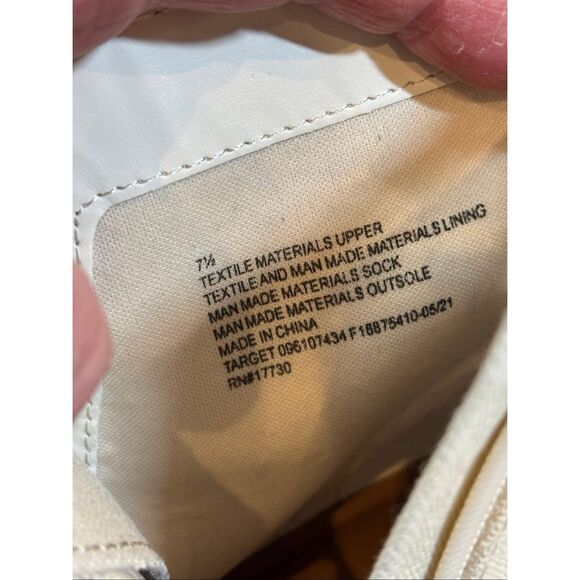 7½
TEXTILE MATERIALS UPPER
TEXTILE AND MAN MADE MATERIALS LINING
MAN MADE MATERIALS SOCK
MAN MADE MATERIALS OUTSOLE
MADE IN CHINA
TARGET 096107434 F18875410-05/21
RN#17730